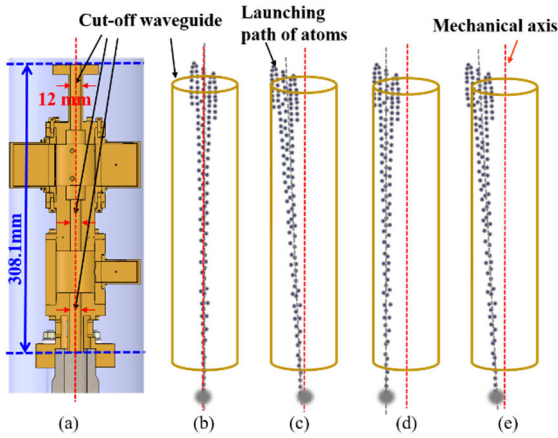 Cut-off waveguide
Launching
path of atoms
Mechanical axis
12 mm
308.1mm
(a)
(b)
(c)
(d)
(e)